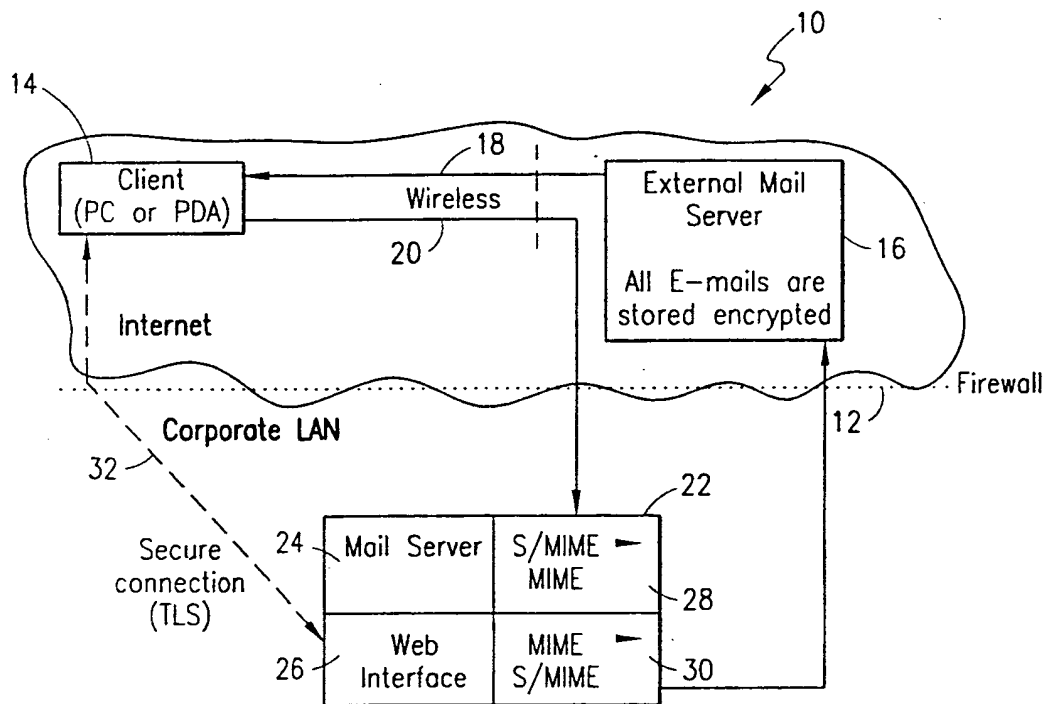 10
14
18
Client
(PC or PDA)
Wireless
20
External Mail
Server
All E-mails are
stored encrypted
16
Internet
Firewall
12
Corporate LAN
32
Secure
connection
(TLS)
22
24
Mail Server
S/MIME
MIME
28
26
Web
Interface
MIME
S/MIME
30